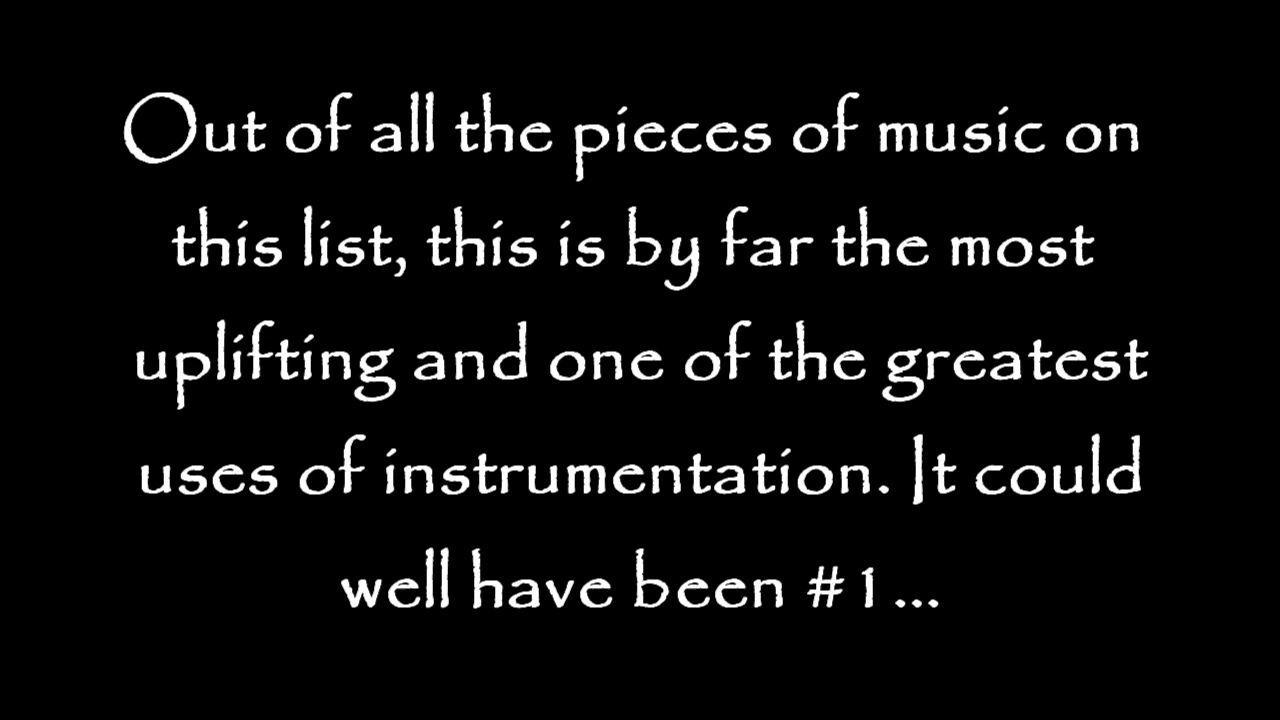 Out of all the pieces of music on
this list, this is by far the most
uplifting and one of the greatest
uses of instrumentation. It could
well have been #1...